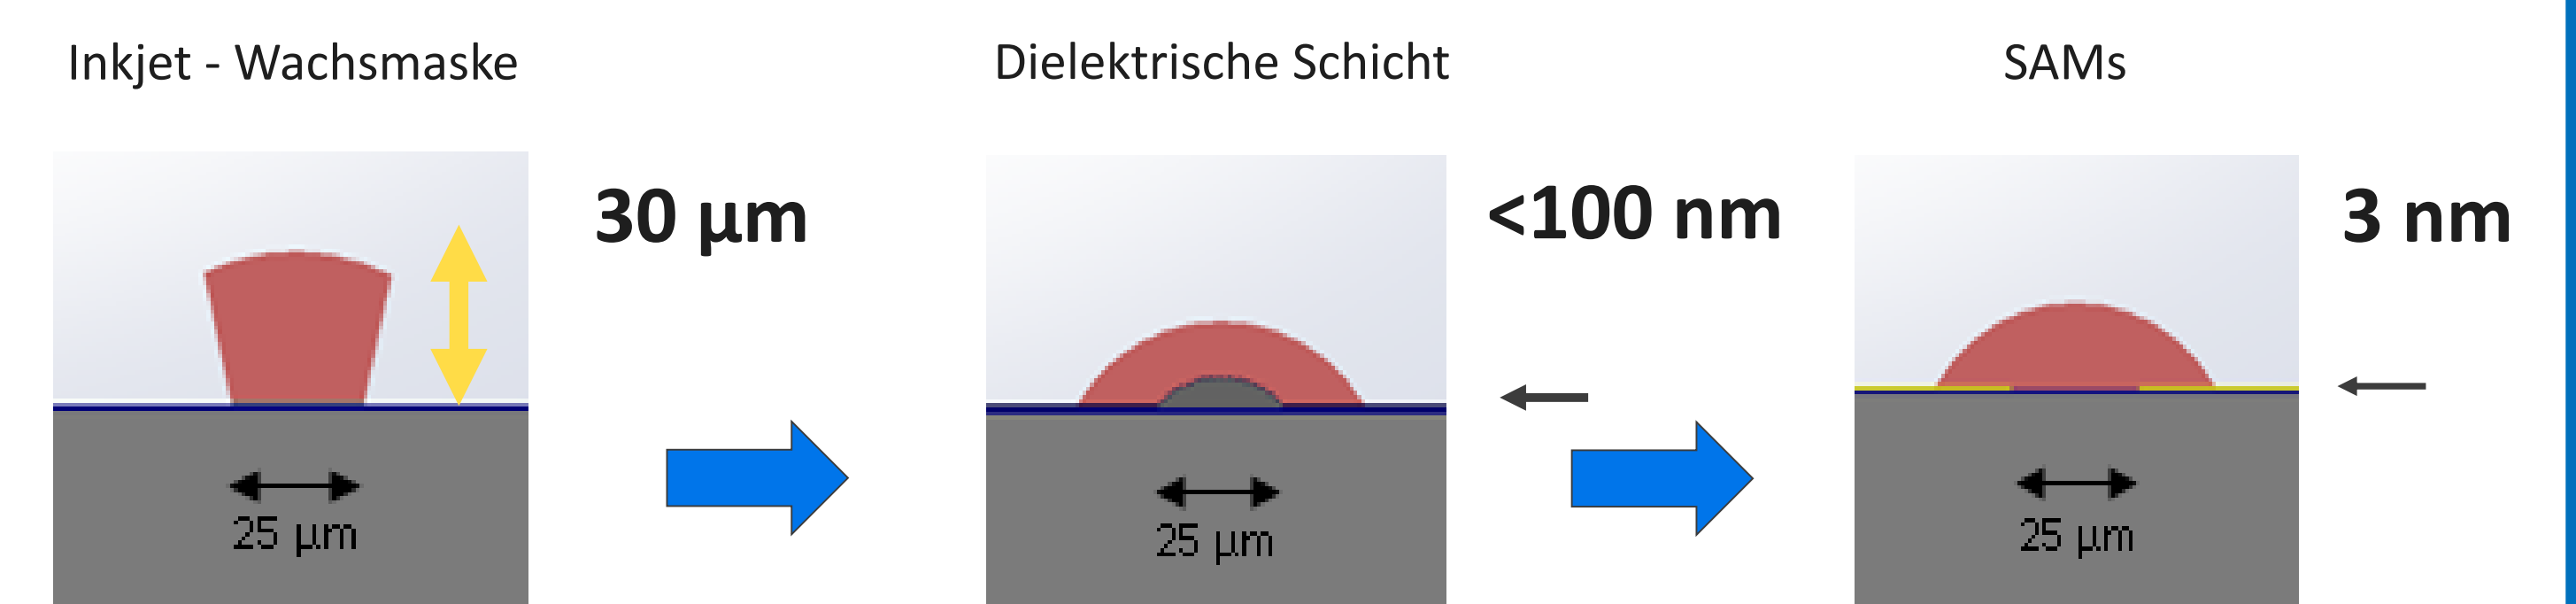 Inkjet - Wachsmaske
Dielektrische Schicht
SAMs
30 µm
<100 nm
3 nm
25 µm
25 µm
25 µm